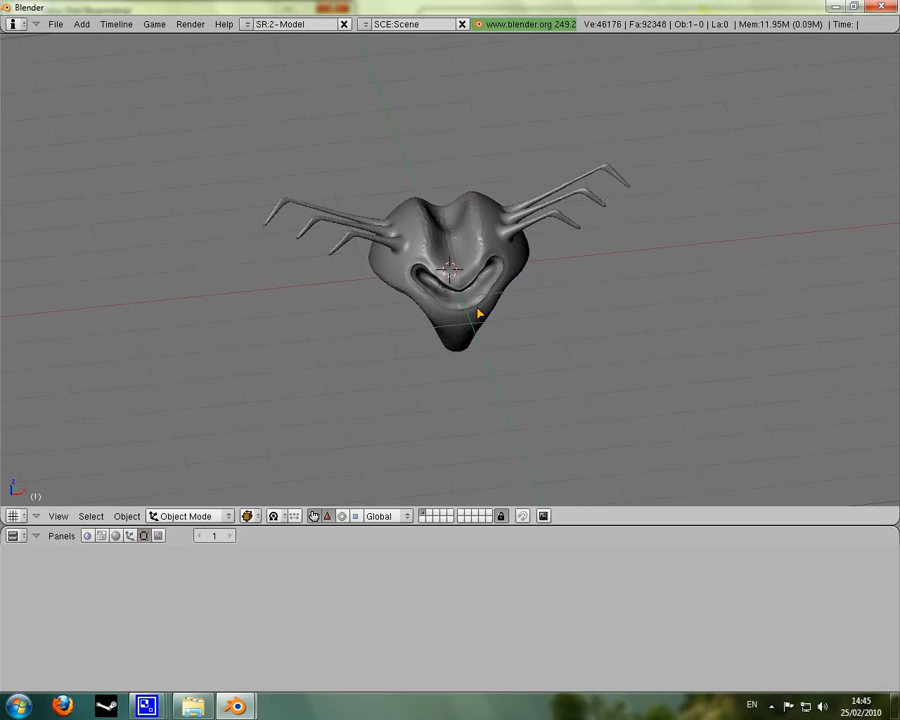 Blender
File Add Timeline Game Render Help SR:2-Model SCE:Scene www.blender.org 249.2 Ve:46176 | Fa:92348 | Ob:1-0 | La:0 | Mem:11.95M (0.09M) | Time: |
z
(1)
View Select Object Object Mode Global
Panels 1
EN 14:45
25/02/2010